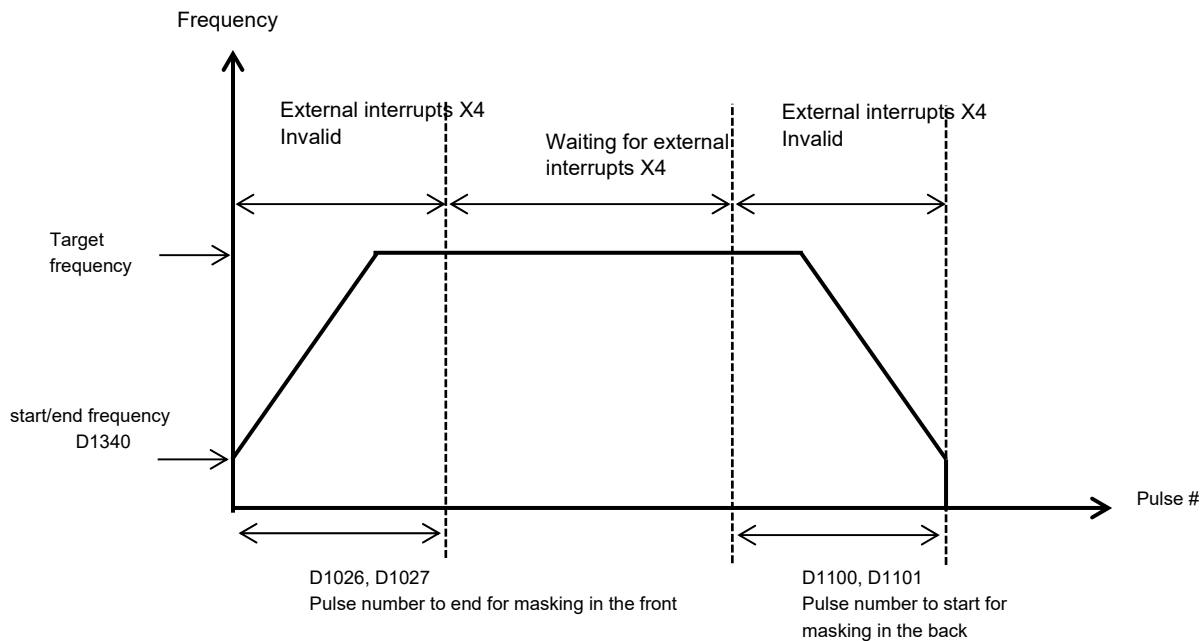 Frequency
External interrupts X4
Invalid
Waiting for external
interrupts X4
External interrupts X4
Invalid
Target
frequency
start/end frequency
D1340
Pulse #
D1026, D1027
Pulse number to end for masking in the front
D1100, D1101
Pulse number to start for
masking in the back